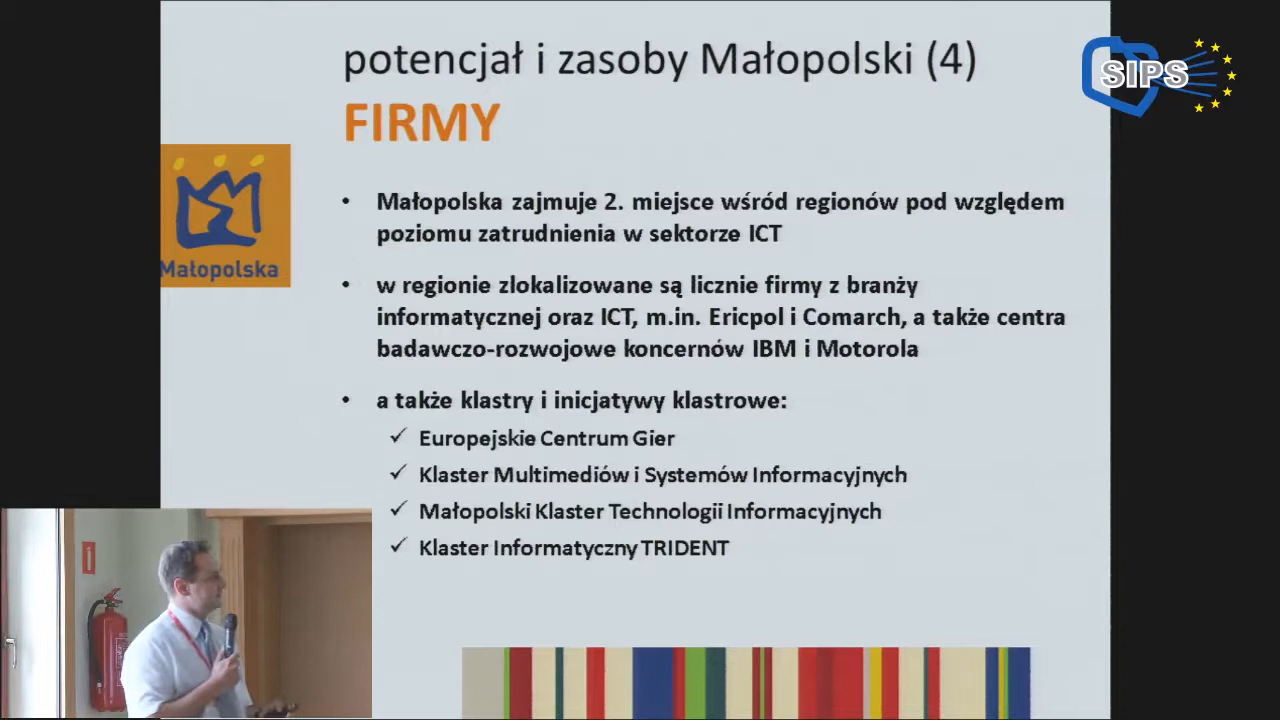 potencjał i zasoby Małopolski (4)
FIRMY
SIPS
Małopolska
• Małopolska zajmuje 2. miejsce wśród regionów pod względem
poziomu zatrudnienia w sektorze ICT
• w regionie zlokalizowane są licznie firmy z branży
informatycznej oraz ICT, m.in. Ericpol i Comarch, a także centra
badawczo-rozwojowe koncernów IBM i Motorola
• a także klastry i inicjatywy klastrowe:
✓ Europejskie Centrum Gier
✓ Klaster Multimediów i Systemów Informacyjnych
✓ Małopolski Klaster Technologii Informacyjnych
✓ Klaster Informatyczny TRIDENT